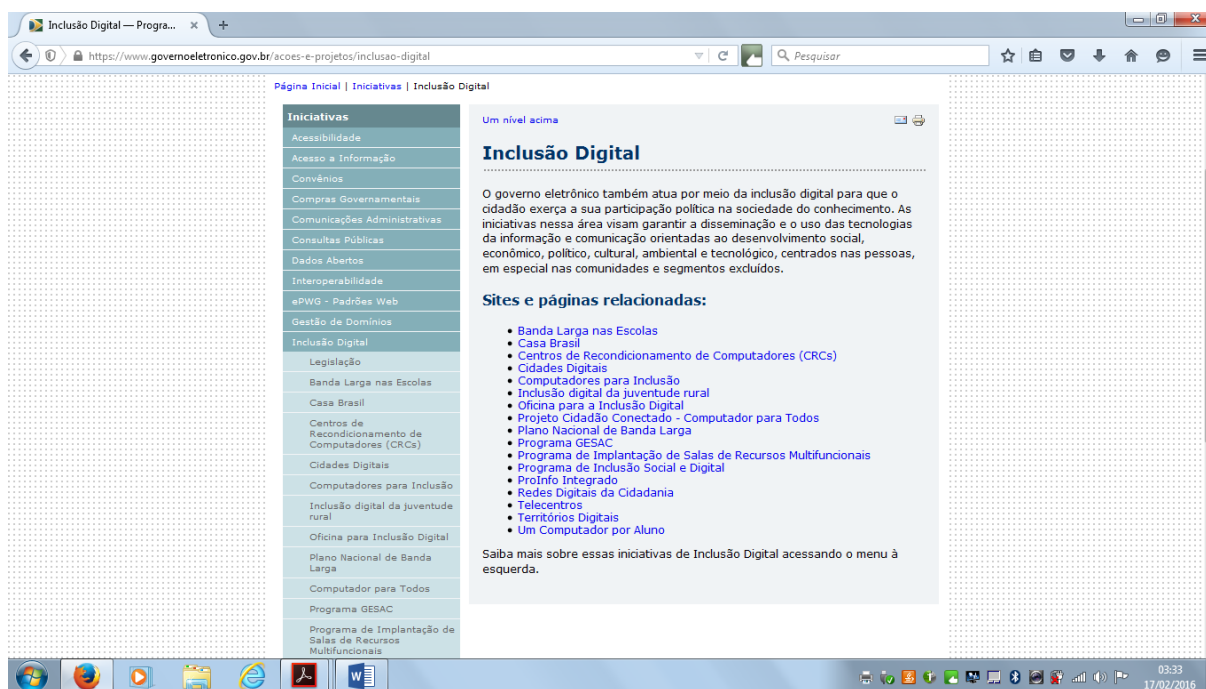 Inclusão Digital — Progra...
https://www.governoeletronico.gov.br/acoes-e-projetos/inclusao-digital
Pesquisar
Página Inicial | Iniciativas | Inclusão Digital
Iniciativas
Acessibilidade
Acesso a Informação
Convênios
Compras Governamentais
Comunicações Administrativas
Consultas Públicas
Dados Abertos
Interoperabilidade
ePWG - Padrões Web
Gestão de Domínios
Inclusão Digital
Legislação
Banda Larga nas Escolas
Casa Brasil
Centros de
Recondicionamento de
Computadores (CRCs)
Cidades Digitais
Computadores para Inclusão
Inclusão digital da juventude
rural
Oficina para Inclusão Digital
Plano Nacional de Banda
Larga
Computador para Todos
Programa GESAC
Programa de Implantação de
Salas de Recursos
Multifuncionais
Um nível acima
Inclusão Digital
O governo eletrônico também atua por meio da inclusão digital para que o
cidadão exerça a sua participação política na sociedade do conhecimento. As
iniciativas nessa área visam garantir a disseminação e o uso das tecnologias
da informação e comunicação orientadas ao desenvolvimento social,
econômico, político, cultural, ambiental e tecnológico, centrados nas pessoas,
em especial nas comunidades e segmentos excluídos.
Sites e páginas relacionadas:
• Banda Larga nas Escolas
• Casa Brasil
• Centros de Recondicionamento de Computadores (CRCs)
• Cidades Digitais
• Computadores para Inclusão
• Inclusão digital da juventude rural
• Oficina para a Inclusão Digital
• Projeto Cidadão Conectado - Computador para Todos
• Plano Nacional de Banda Larga
• Programa GESAC
• Programa de Implantação de Salas de Recursos Multifuncionais
• Programa de Inclusão Social e Digital
• ProInfo Integrado
• Redes Digitais da Cidadania
• Telecentros
• Territórios Digitais
• Um Computador por Aluno
Saiba mais sobre essas iniciativas de Inclusão Digital acessando o menu à
esquerda.
03:33
17/02/2016